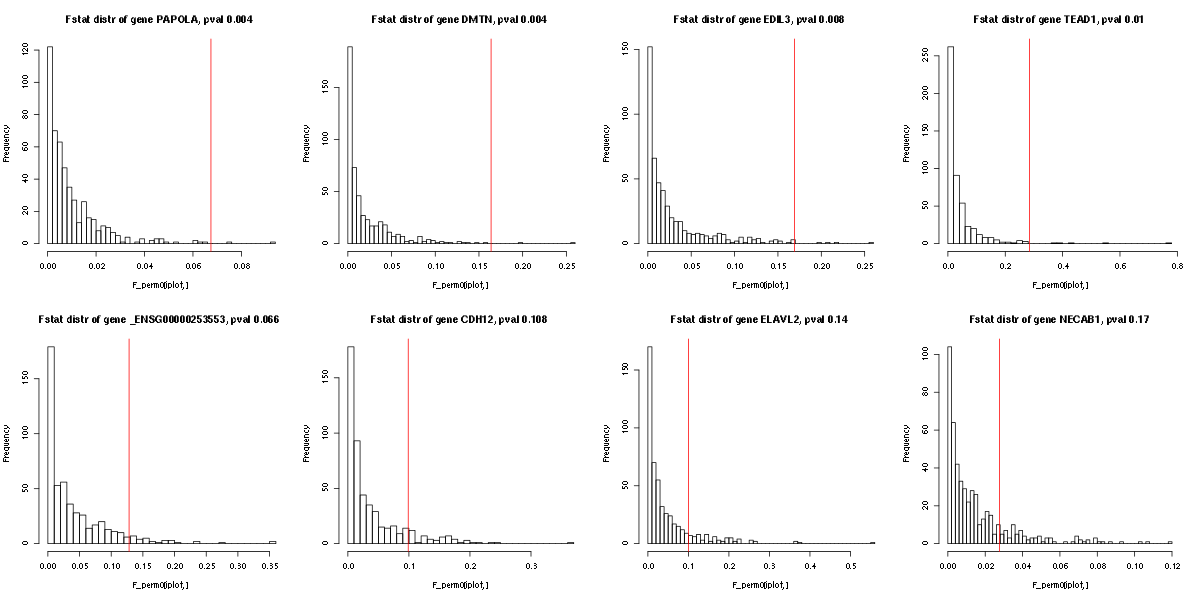 Fstat distr of gene PAPOLA, pval 0.004
Frequency
0 20 40 60 80 100 120
0.00 0.02 0.04 0.06 0.08
F_perm0[iplot, ]
Fstat distr of gene DMTN, pval 0.004
Frequency
0 50 100 150
0.00 0.05 0.10 0.15 0.20 0.25
F_perm0[iplot, ]
Fstat distr of gene EDIL3, pval 0.008
Frequency
0 50 100 150
0.00 0.05 0.10 0.15 0.20 0.25
F_perm0[iplot, ]
Fstat distr of gene TEAD1, pval 0.01
Frequency
0 50 100 150 200 250
0.0 0.2 0.4 0.6 0.8
F_perm0[iplot, ]
Fstat distr of gene _ENSG00000253553, pval 0.066
Frequency
0 50 100 150
0.00 0.05 0.10 0.15 0.20 0.25 0.30 0.35
F_perm0[iplot, ]
Fstat distr of gene CDH12, pval 0.108
Frequency
0 50 100 150
0.0 0.1 0.2 0.3
F_perm0[iplot, ]
Fstat distr of gene ELAVL2, pval 0.14
Frequency
0 50 100 150
0.0 0.1 0.2 0.3 0.4 0.5
F_perm0[iplot, ]
Fstat distr of gene NECAB1, pval 0.17
Frequency
0 20 40 60 80 100
0.00 0.02 0.04 0.06 0.08 0.10 0.12
F_perm0[iplot, ]